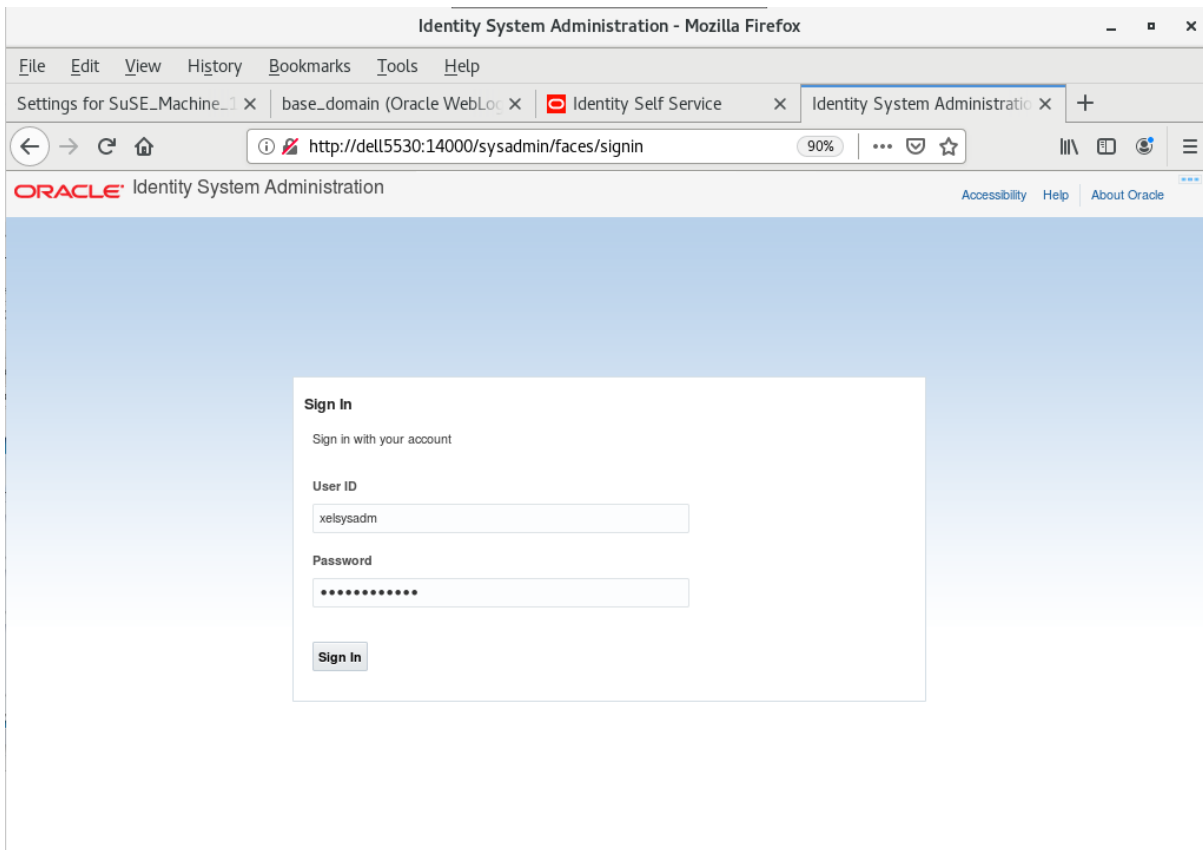 Identity System Administration - Mozilla Firefox
File Edit View History Bookmarks Tools Help
Settings for SuSE_Machine_1 base_domain (Oracle WebLog Identity Self Service Identity System Administratio
http://dell5530:14000/sysadmin/faces/signin 90%
ORACLE Identity System Administration Accessibility Help About Oracle
Sign In
Sign in with your account
User ID
xelsysadm
Password
••••••••••••
Sign In